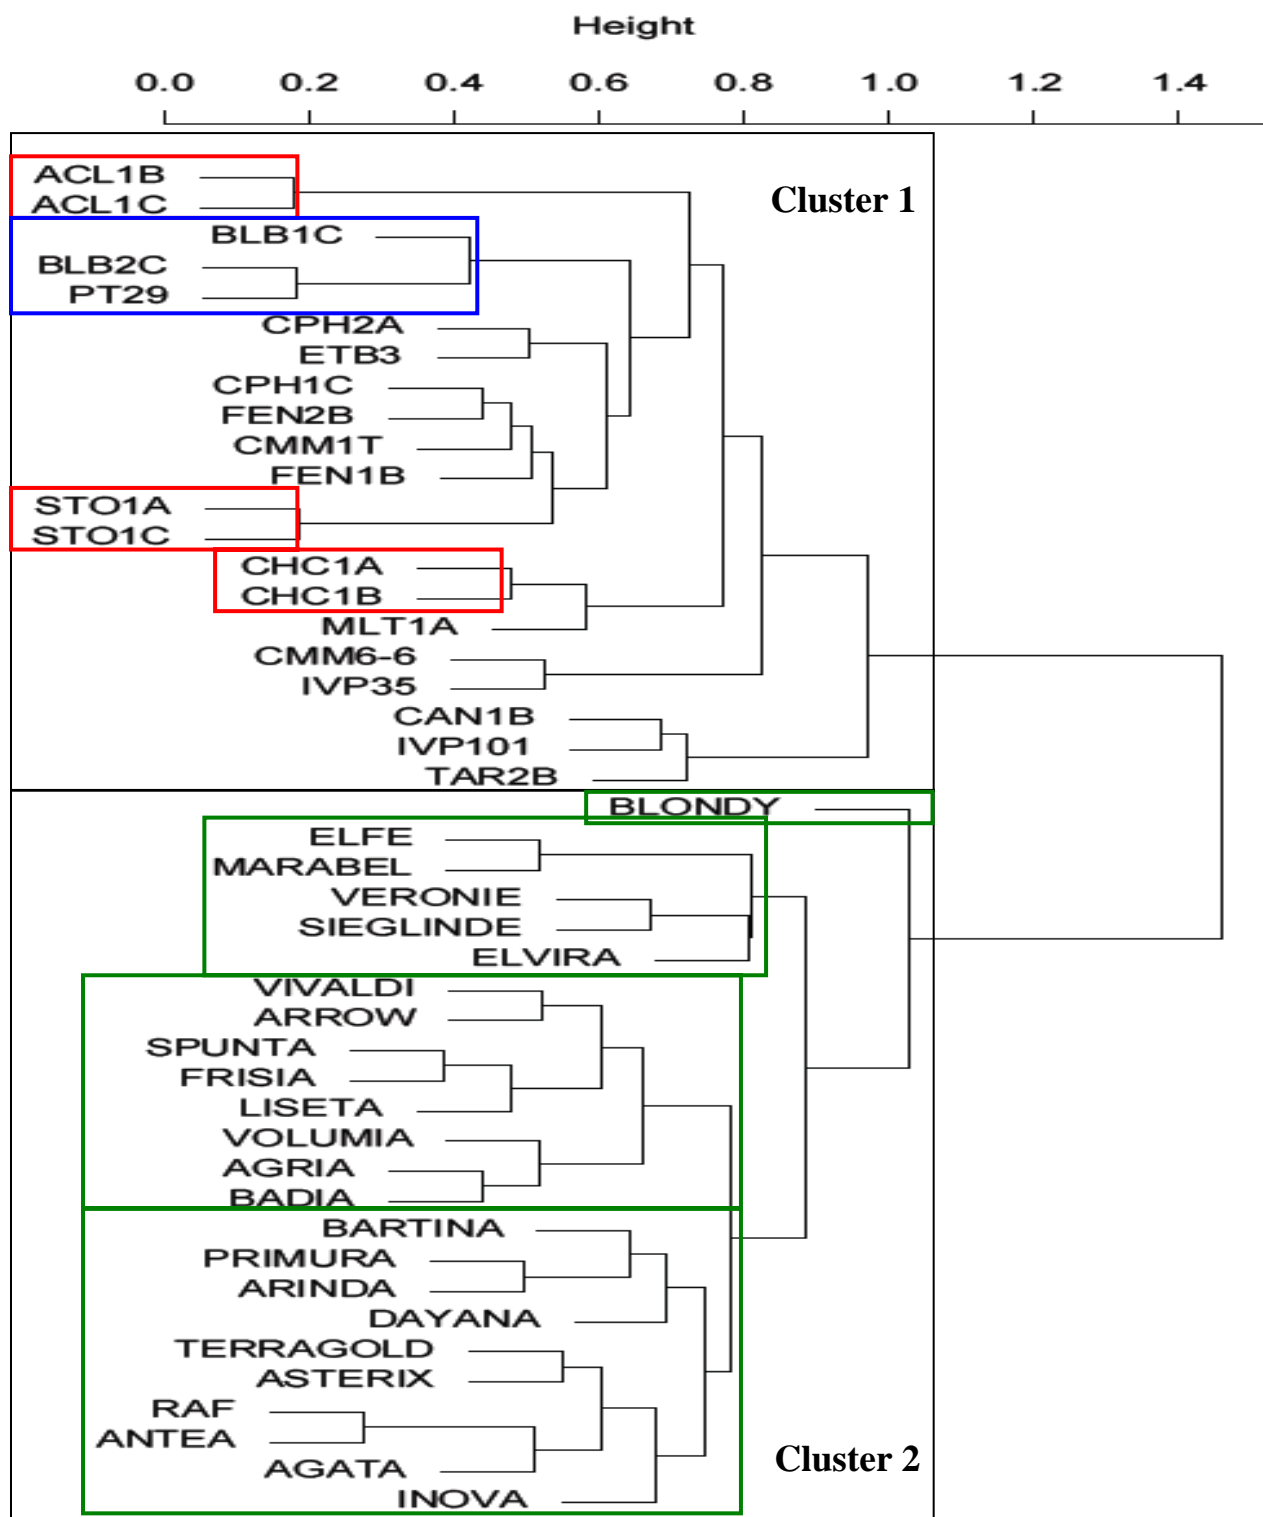 Height
0.0 0.2 0.4 0.6 0.8 1.0 1.2 1.4
ACL1B
Cluster 1
ACL1C
BLB1C
BLB2C
PT29
CPH2A
ETB3
CPH1C
FEN2B
CMM1T
FEN1B
STO1A
STO1C
CHC1A
CHC1B
MLT1A
CMM6-6
IVP35
CAN1B
IVP101
TAR2B
BLONDY
ELFE
MARABEL
VERONIE
SIEGLINDE
ELVIRA
VIVALDI
ARROW
SPUNTA
FRISIA
LISETA
VOLUMIA
AGRIA
BADIA
BARTINA
PRIMURA
ARINDA
DAYANA
TERRAGOLD
ASTERIX
RAF
ANTEA
Cluster 2
AGATA
INOVA